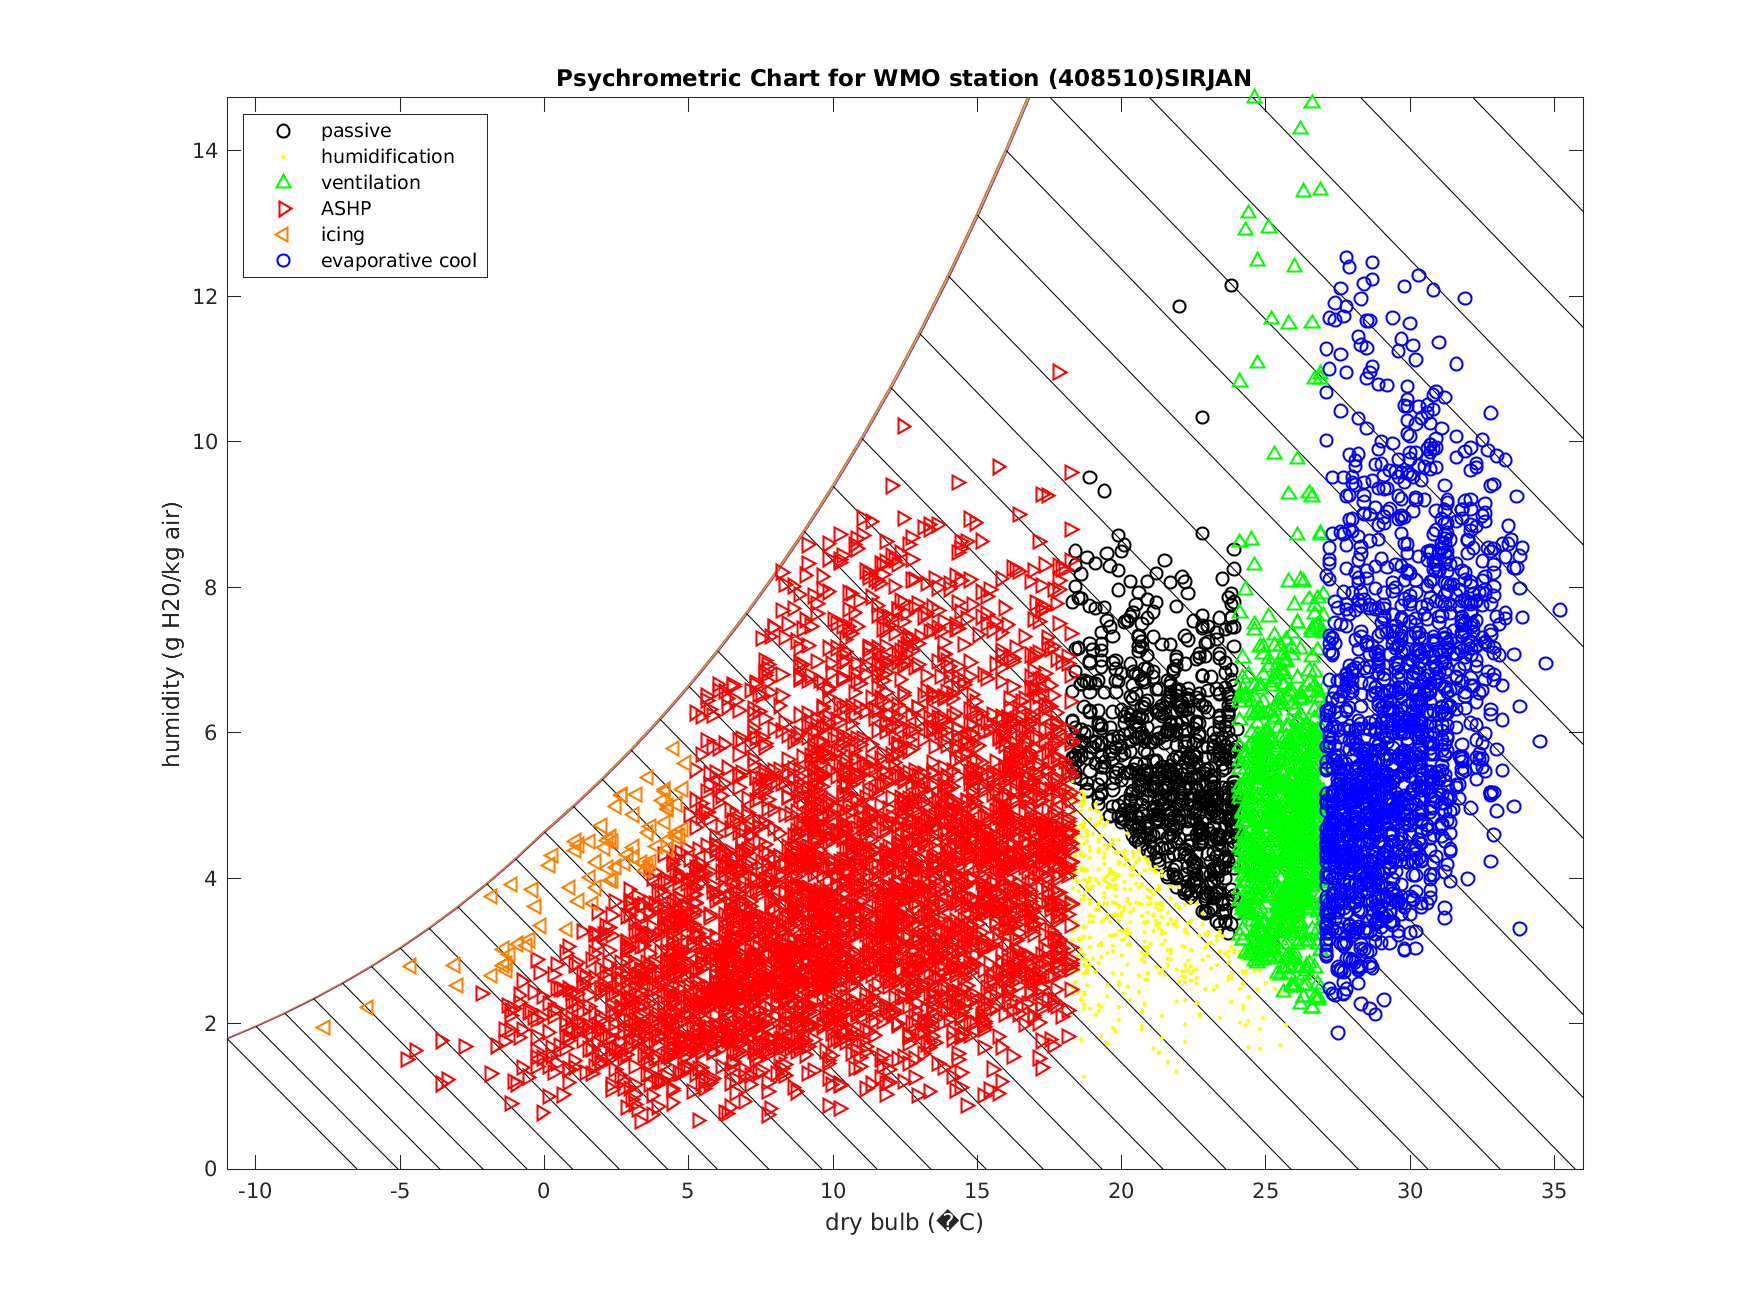 Psychrometric Chart for WMO station (408510)SIRJAN
passive
humidification
ventilation
ASHP
icing
evaporative cool
humidity (g H20/kg air)
14
12
10
8
6
4
2
0
-10 -5 0 5 10 15 20 25 30 35
dry bulb (�C)